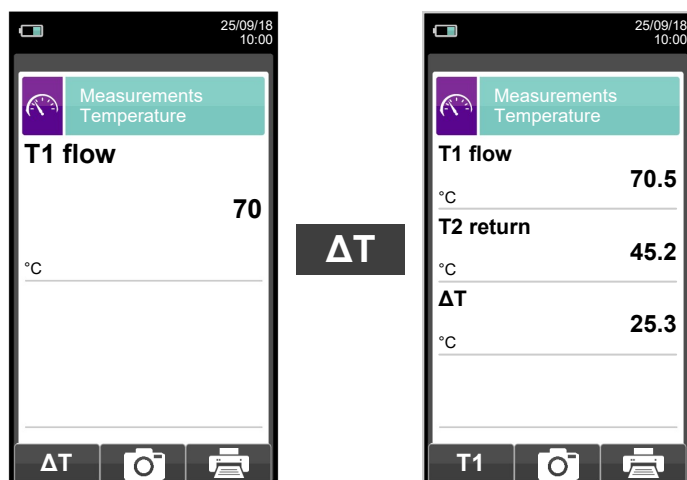 25/09/18
10:00
Measurements
Temperature
T1 flow
70
°C
ΔT
ΔT
25/09/18
10:00
Measurements
Temperature
T1 flow
70.5
°C
T2 return
45.2
°C
ΔT
25.3
°C
T1